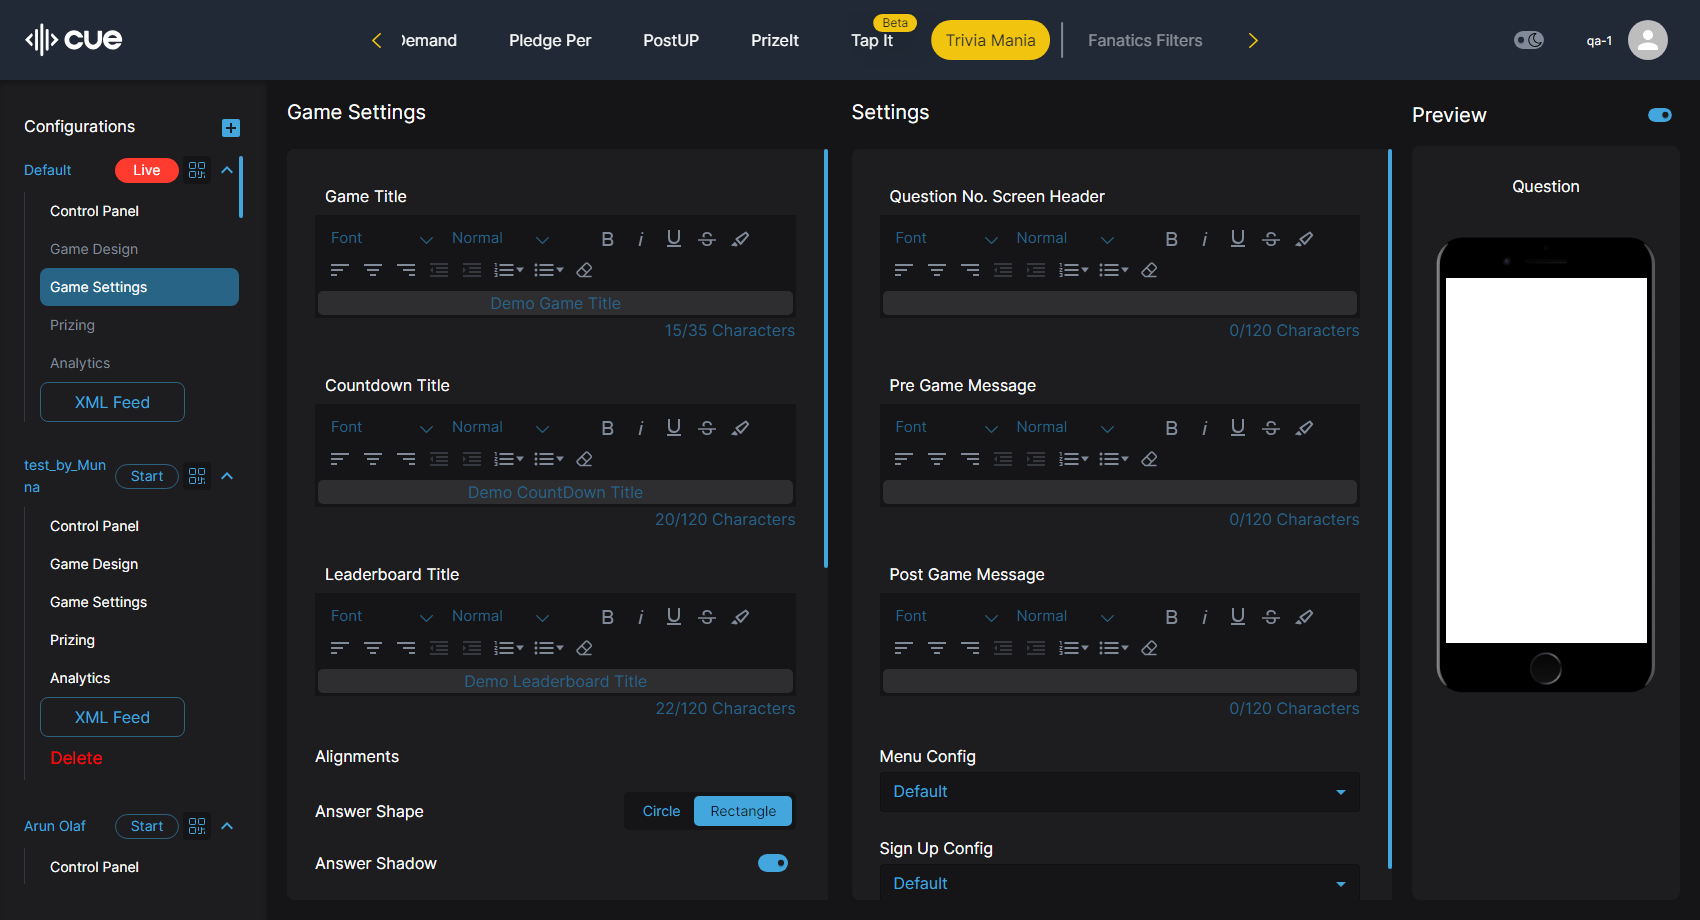 cue
Demand
Pledge Per
PostUP
PrizeIt
Tap It
Beta
Trivia Mania
Fanatics Filters
qa-1
Configurations
Default
Live
Control Panel
Game Design
Game Settings
Prizing
Analytics
XML Feed
test_by_Mun
na
Start
Control Panel
Game Design
Game Settings
Prizing
Analytics
XML Feed
Delete
Arun Olaf
Start
Control Panel
Game Settings
Game Title
Font
Normal
Demo Game Title
15/35 Characters
Countdown Title
Font
Normal
Demo CountDown Title
20/120 Characters
Leaderboard Title
Font
Normal
Demo Leaderboard Title
22/120 Characters
Alignments
Answer Shape
Circle
Rectangle
Answer Shadow
Settings
Question No. Screen Header
Font
Normal
0/120 Characters
Pre Game Message
Font
Normal
0/120 Characters
Post Game Message
Font
Normal
0/120 Characters
Menu Config
Default
Sign Up Config
Default
Preview
Question